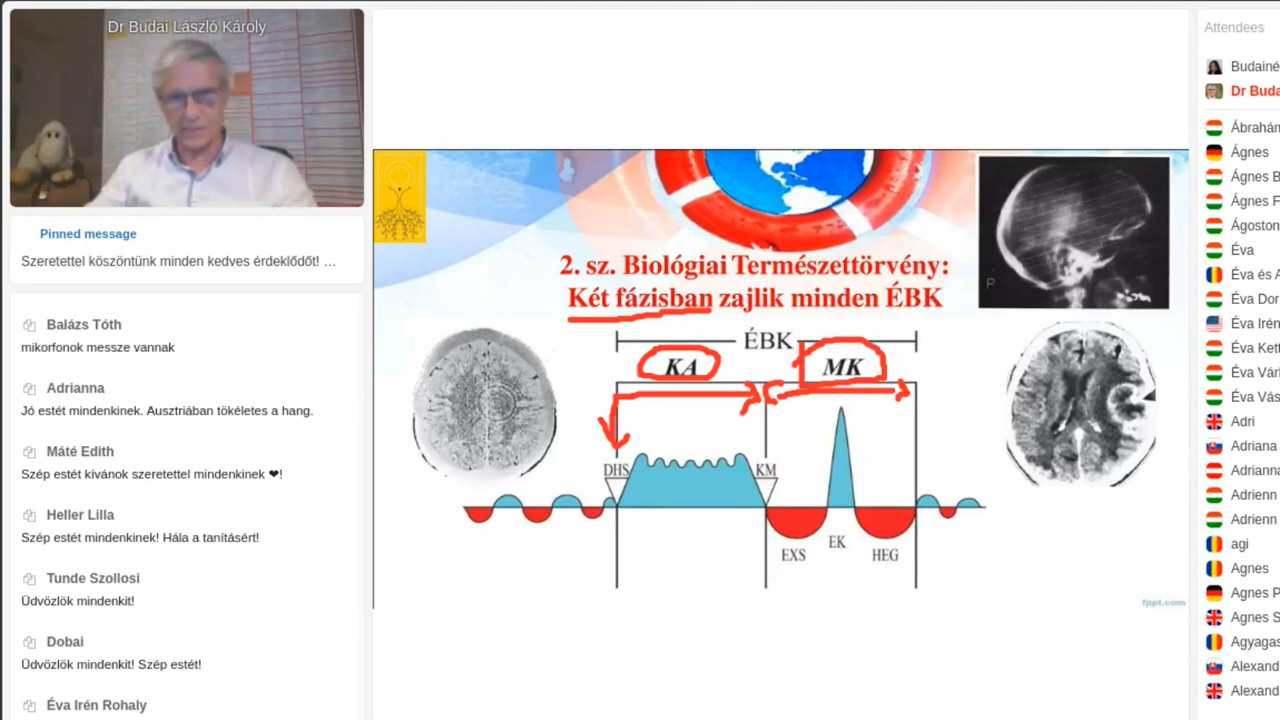 Dr Budai László Károly
Pinned message
Szeretettel köszöntünk minden kedves érdeklődőt! …
Balázs Tóth
mikorfonok messze vannak
Adrianna
Jó estét mindenkinek. Ausztriában tökéletes a hang.
Máté Edith
Szép estét kívánok szeretettel mindenkinek ❤!
Heller Lilla
Szép estét mindenkinek! Hála a tanításért!
Tunde Szollosi
Üdvözlök mindenkit!
Dobai
Üdvözlök mindenkit! Szép estét!
Éva Irén Rohaly
2. sz. Biológiai Természettörvény:
Két fázisban zajlik minden ÉBK
ÉBK
KA
MK
DHS
KM
EXS
EK
HEG
P
fppt.com
Attendees
Budainé
Dr Buda
Ábrahán
Ágnes
Ágnes B
Ágnes F
Ágoston
Éva
Éva és A
Éva Dor
Éva Irén
Éva Kett
Éva Vár
Éva Vás
Adri
Adriana
Adrianna
Adrienn
Adrienn
agi
Agnes
Agnes P
Agnes S
Agyagas
Alexand
Alexand